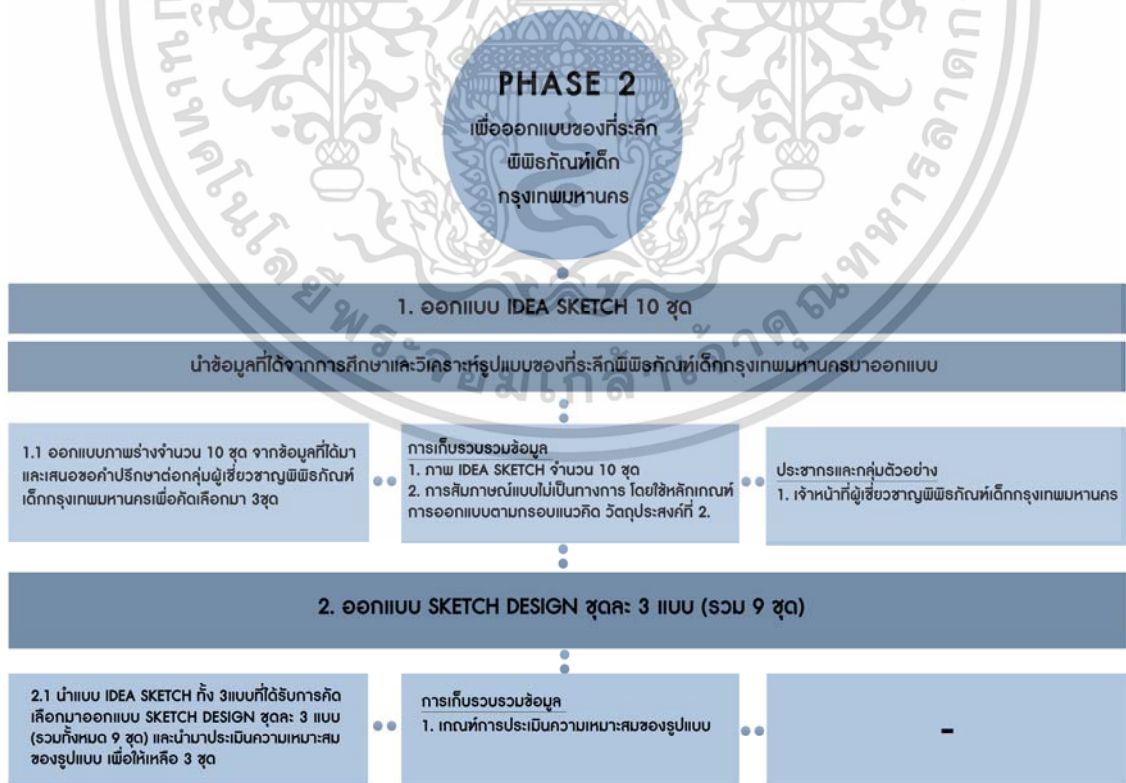 PHASE 2
เพื่อออกแบบของที่ระลึก
พิพิธภัณฑ์เด็ก
กรุงเทพมหานคร
1. ออกแบบ IDEA SKETCH 10 ชุด
นำข้อมูลที่ได้จากการศึกษาและวิเคราะห์รูปแบบของที่ระลึกพิพิธภัณฑ์เด็กกรุงเทพมหานครมาออกแบบ
1.1 ออกแบบภาพร่างจำนวน 10 ชุด จากข้อมูลที่ได้มา
และเสนอขอคำปรึกษาต่อกลุ่มผู้เชี่ยวชาญพิพิธภัณฑ์
เด็กกรุงเทพมหานครเพื่อคัดเลือกมา 3ชุด
การเก็บรวบรวมข้อมูล
1. ภาพ IDEA SKETCH จำนวน 10 ชุด
2. การสัมภาษณ์แบบไม่เป็นทางการ โดยใช้หลักเกณฑ์
การออกแบบตามกรอบแนวคิด วัตถุประสงค์ที่ 2.
ประชากรและกลุ่มตัวอย่าง
1. เจ้าหน้าที่ผู้เชี่ยวชาญพิพิธภัณฑ์เด็กกรุงเทพมหานคร
2. ออกแบบ SKETCH DESIGN ชุดละ 3 แบบ (รวม 9 ชุด)
2.1 นำแบบ IDEA SKETCH ทั้ง 3แบบที่ได้รับการคัด
เลือกมาออกแบบ SKETCH DESIGN ชุดละ 3 แบบ
(รวมทั้งหมด 9 ชุด) และนำมาประเมินความเหมาะสม
ของรูปแบบ เพื่อให้เหลือ 3 ชุด
การเก็บรวบรวมข้อมูล
1. เกณฑ์การประเมินความเหมาะสมของรูปแบบ
-